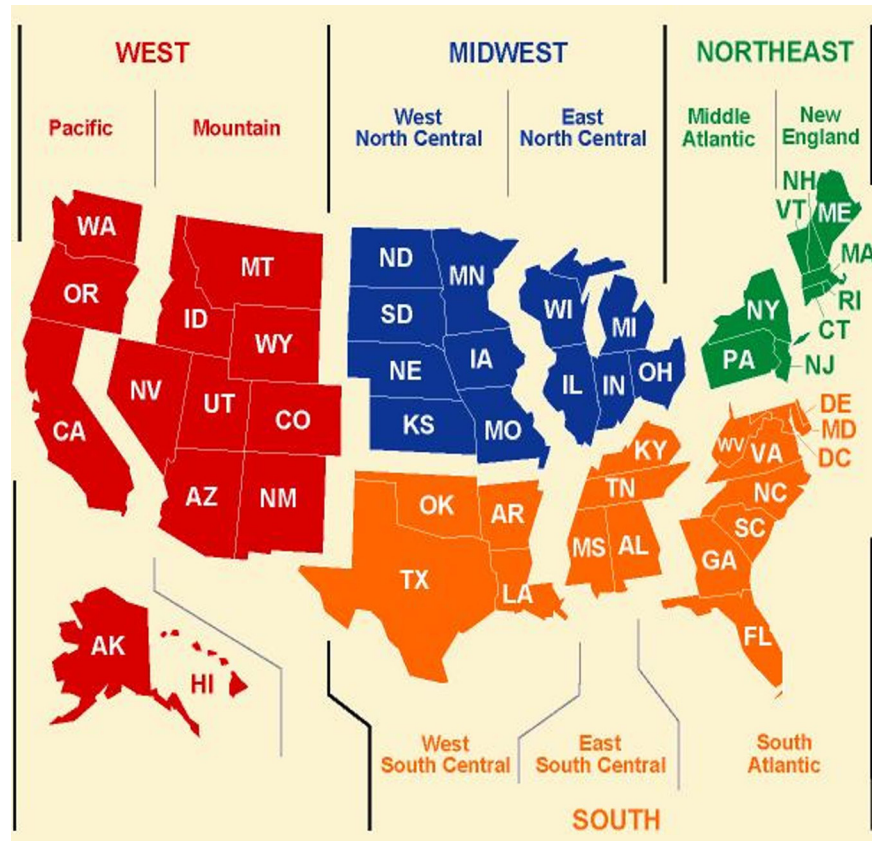 WEST
MIDWEST
NORTHEAST
Pacific
Mountain
West
North Central
East
North Central
Middle
Atlantic
New
England
WA
OR
CA
MT
ID
WY
NV
UT
CO
AZ
NM
AK
HI
ND
SD
NE
KS
MN
IA
MO
WI
MI
IL
IN
OH
NH
VT
ME
MA
RI
CT
NY
PA
NJ
DE
MD
DC
WV
VA
NC
SC
GA
FL
KY
TN
MS
AL
OK
AR
TX
LA
West
South Central
East
South Central
South
Atlantic
SOUTH